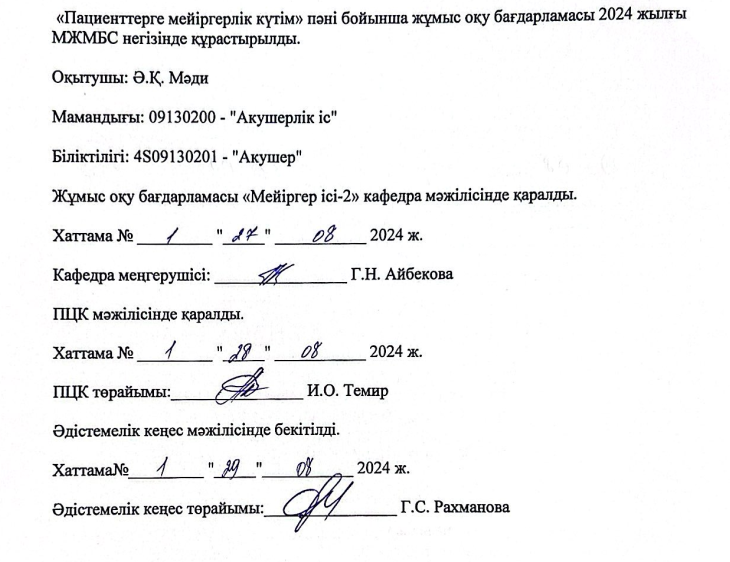 «Пациенттерге мейіргерлік күтім» пәні бойынша жұмыс оқу бағдарламасы 2024 жылғы
МЖМБС негізінде құрастырылды.
Оқытушы: Ә.Қ. Мәди
Мамандығы: 09130200 - "Акушерлік іс"
Біліктілігі: 4S09130201 - "Акушер"
Жұмыс оқу бағдарламасы «Мейіргер ісі-2» кафедра мәжілісінде қаралды.
Хаттама № 1 "27" 08 2024 ж.
Кафедра меңгерушісі: Г.Н. Айбекова
ПЦК мәжілісінде қаралды.
Хаттама № 1 "28" 08 2024 ж.
ПЦК төрайымы: И.О. Темир
Әдістемелік кеңес мәжілісінде бекітілді.
Хаттама№ 1 "29" 08 2024 ж.
Әдістемелік кеңес төрайымы: Г.С. Рахманова